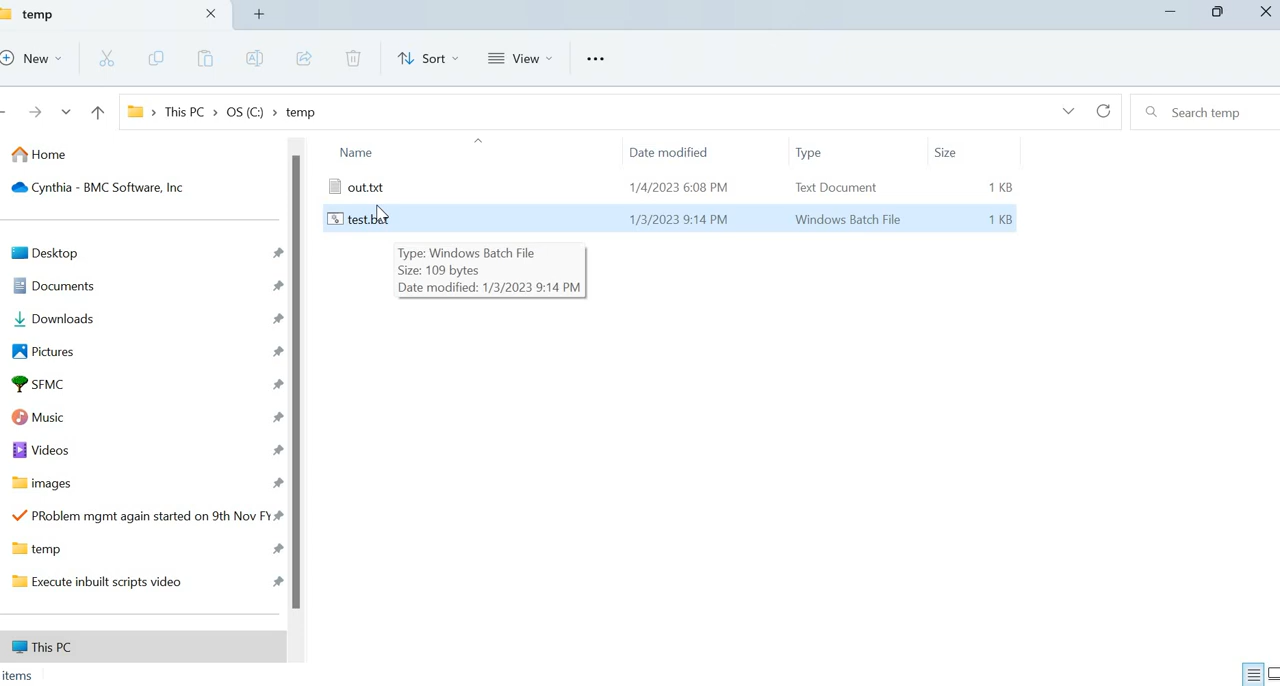 temp
New
Sort
View
This PC > OS (C:) > temp
Search temp
Name Date modified Type Size
out.txt 1/4/2023 6:08 PM Text Document 1 KB
test.bat 1/3/2023 9:14 PM Windows Batch File 1 KB
Type: Windows Batch File
Size: 109 bytes
Date modified: 1/3/2023 9:14 PM
Home
Cynthia - BMC Software, Inc
Desktop
Documents
Downloads
Pictures
SFMC
Music
Videos
images
PRoblem mgmt again started on 9th Nov FY
temp
Execute inbuilt scripts video
This PC
items